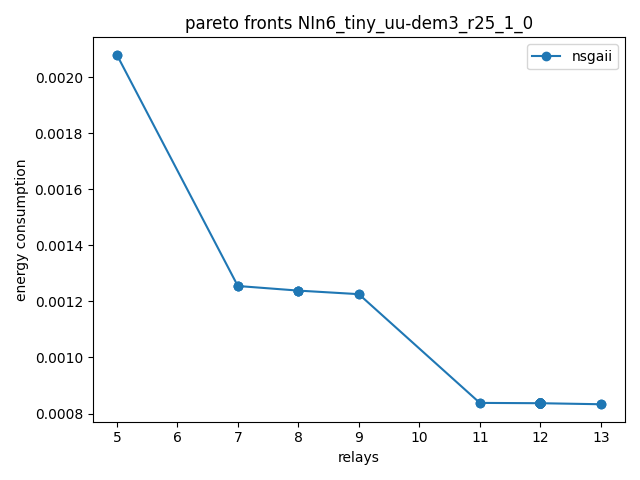 pareto fronts NIn6_tiny_uu-dem3_r25_1_0
nsgaii
0.0020
0.0018
0.0016
0.0014
0.0012
0.0010
0.0008
energy consumption
5 6 7 8 9 10 11 12 13
relays